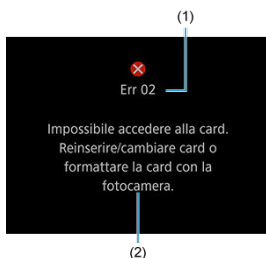 (1)
Err 02
Impossibile accedere alla card.
Reinserire/cambiare card o
formattare la card con la
fotocamera.
(2)